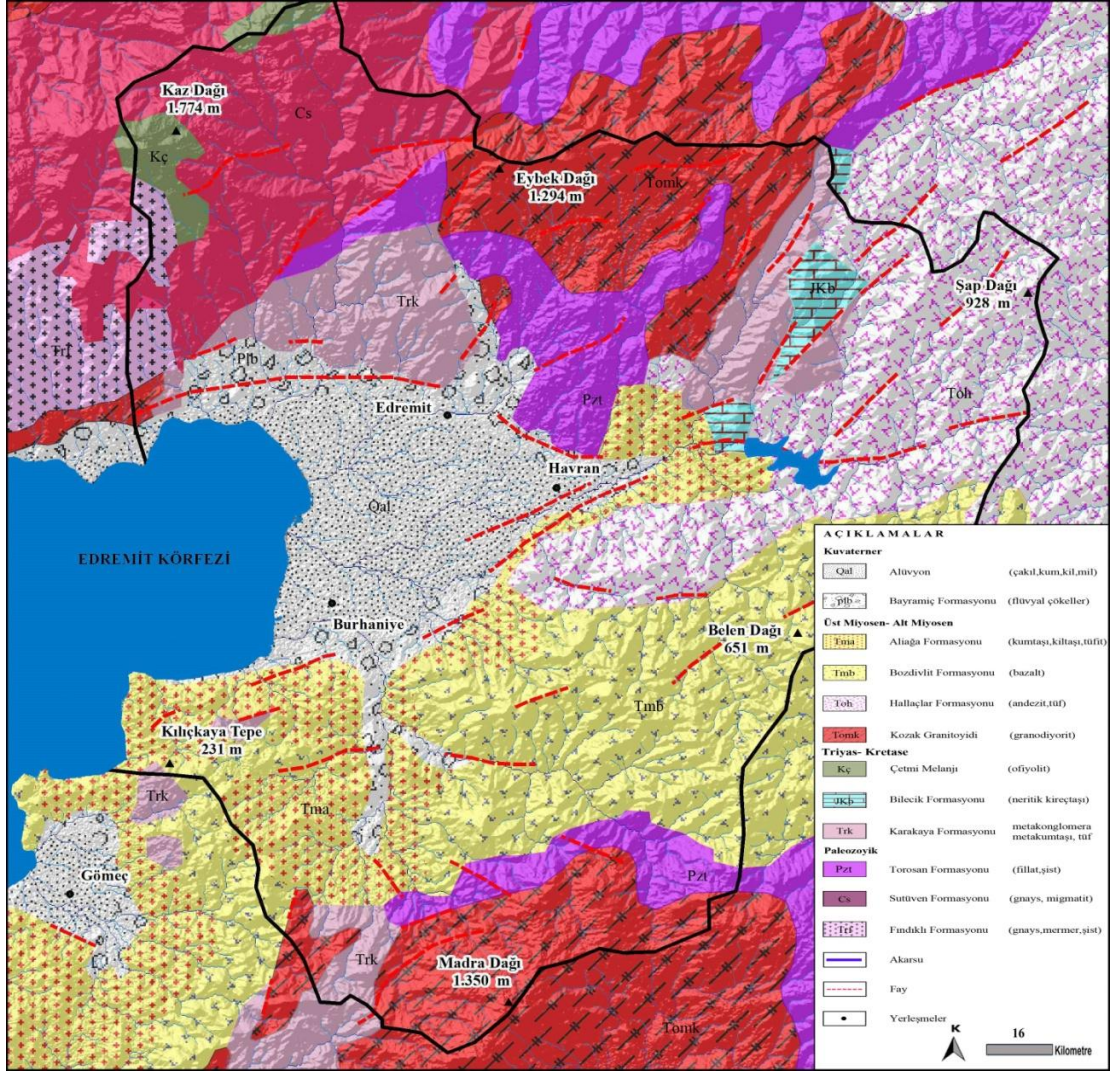 Kaz Dağı
1.774 m
Cs
Kç
Eybek Dağı
1.294 m
Tomk
Trk
JKb
Şap Dağı
928 m
Trf
Plb
Edremit
Pzt
Toh
Havran
Qal
EDREMİT KÖRFEZİ
Burhaniye
Belen Dağı
651 m
Tmb
Kılıçkaya Tepe
231 m
Trk
Tma
Gömeç
Pzt
Trk
Madra Dağı
1.350 m
Tomk
AÇIKLAMALAR
Kuvaterner
Qal Alüvyon (çakıl,kum,kil,mil)
plb Bayramiç Formasyonu (flüvyal çökeller)
Üst Miyosen- Alt Miyosen
Tma Aliağa Formasyonu (kumtaşı,kiltaşı,tüfit)
Tmb Bozdivlit Formasyonu (bazalt)
Toh Hallaçlar Formasyonu (andezit,tüf)
Tomk Kozak Granitoyidi (granodiyorit)
Triyas- Kretase
Kç Çetmi Melanjı (ofiyolit)
JKb Bilecik Formasyonu (neritik kireçtaşı)
Trk Karakaya Formasyonu metakonglomera
metakumtaşı, tüf
Paleozoyik
Pzt Torosan Formasyonu (fillat,şist)
Cs Sutüven Formasyonu (gnays, migmatit)
Trf Fındıklı Formasyonu (gnays,mermer,şist)
Akarsu
Fay
Yerleşmeler
K
16
Kilometre